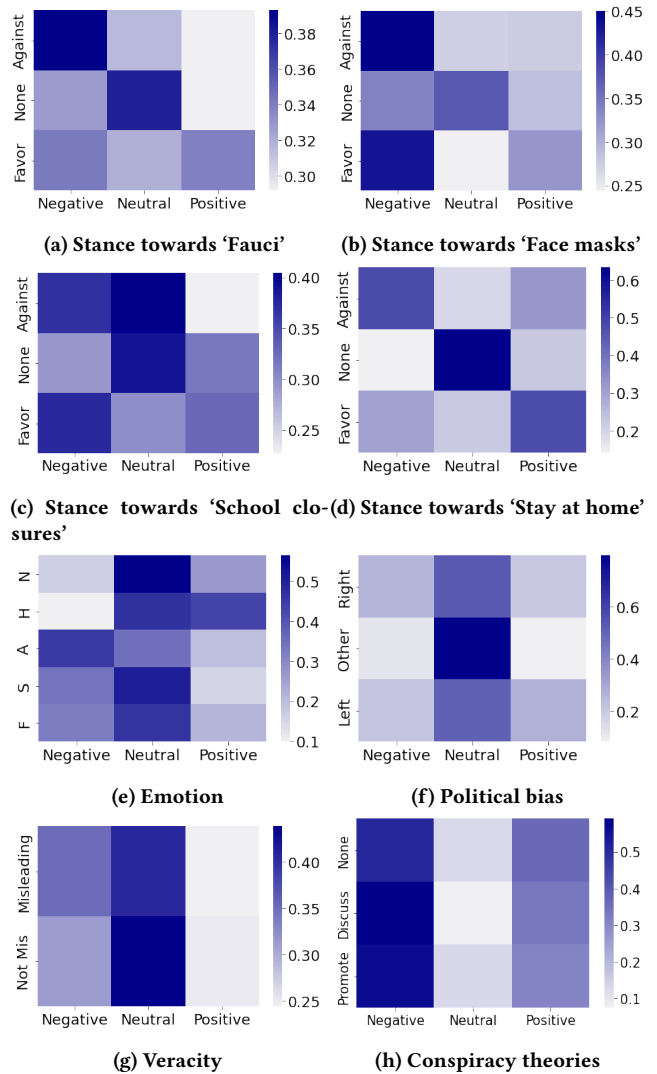 Against
None
Favor
0.38
0.36
0.34
0.32
0.30
Negative Neutral Positive
(a) Stance towards ‘Fauci’
Against
None
Favor
0.45
0.40
0.35
0.30
0.25
Negative Neutral Positive
(b) Stance towards ‘Face masks’
Against
None
Favor
0.40
0.35
0.30
0.25
Negative Neutral Positive
(c) Stance towards ‘School clo-
sures’
Against
None
Favor
0.6
0.5
0.4
0.3
0.2
Negative Neutral Positive
(d) Stance towards ‘Stay at home’
N
H
A
S
F
0.5
0.4
0.3
0.2
0.1
Negative Neutral Positive
(e) Emotion
Right
Other
Left
0.6
0.4
0.2
Negative Neutral Positive
(f) Political bias
Misleading
Not Mis
0.40
0.35
0.30
0.25
Negative Neutral Positive
(g) Veracity
None
Discuss
Promote
0.5
0.4
0.3
0.2
0.1
Negative Neutral Positive
(h) Conspiracy theories